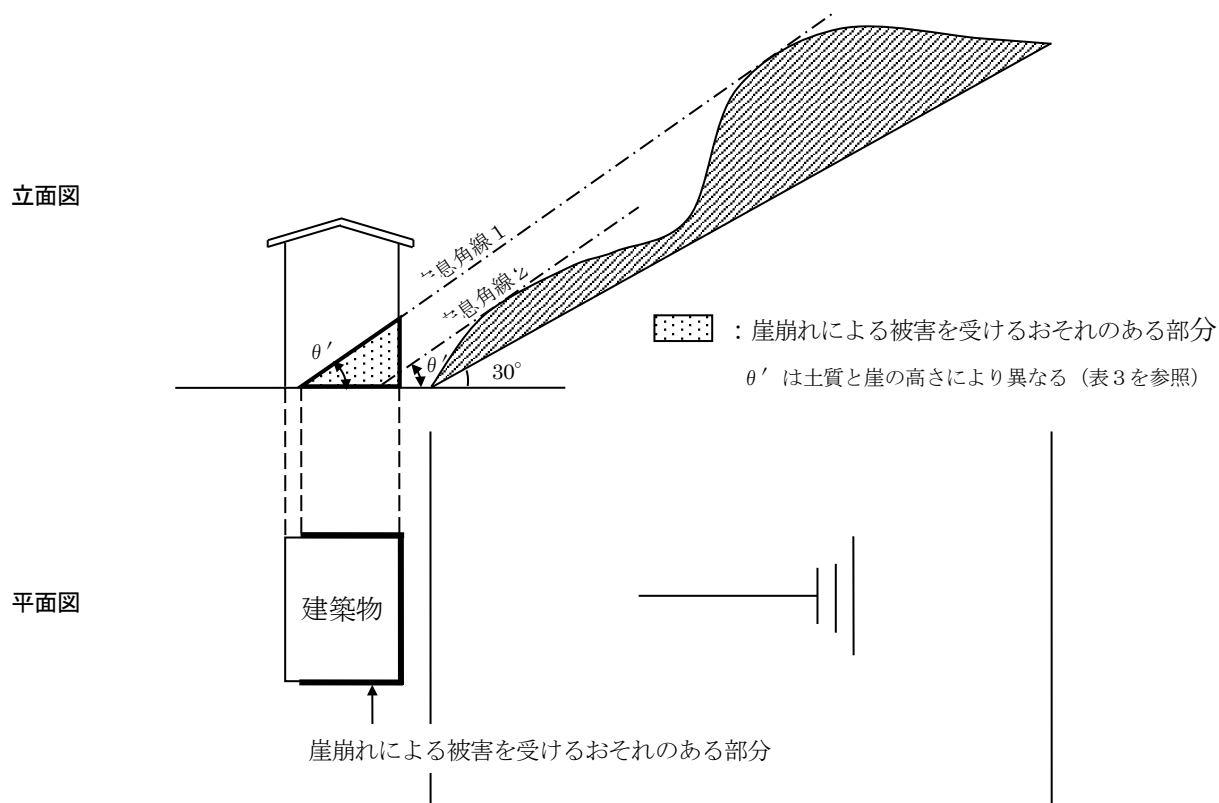 立面図
息角線1
息角線2
θ′
θ′
30°
：崖崩れによる被害を受けるおそれのある部分
θ′は土質と崖の高さにより異なる（表３を参照）
平面図
建築物
崖崩れによる被害を受けるおそれのある部分